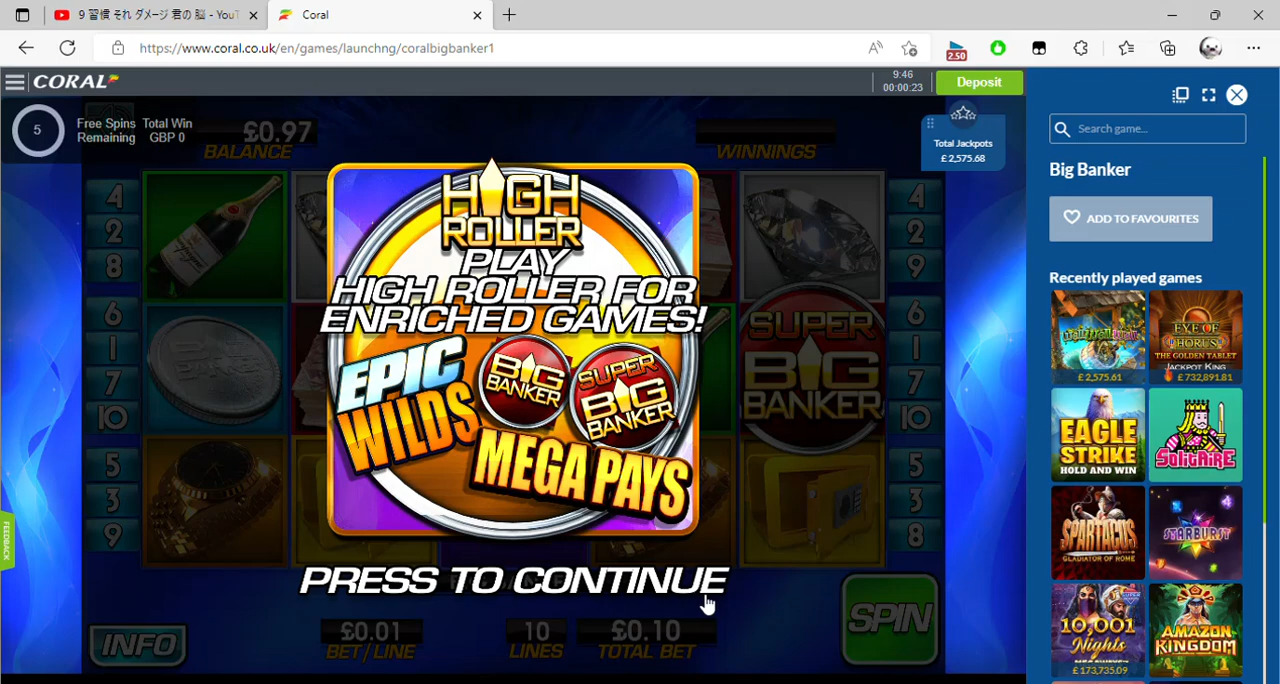 9 習慣 それ ダメージ 君の 脳 - YouT
Coral
https://www.coral.co.uk/en/games/launchng/coralbigbanker1
2.50
CORAL
9:46
00:00:23
Deposit
5
Free Spins Remaining
Total Win GBP 0
£0.97
BALANCE
WINNINGS
Total Jackpots
£ 2,575.68
4
2
8
6
1
7
10
5
3
9
HIGH
ROLLER
PLAY
HIGH ROLLER FOR
ENRICHED GAMES!
EPIC
WILDS
BIG
BANKER
SUPER
BIG
BANKER
MEGA PAYS
SUPER
BIG
BANKER
4
2
9
6
1
7
10
5
3
8
PRESS TO CONTINUE
INFO
£0.01
BET/LINE
10
LINES
£0.10
TOTAL BET
SPIN
FEEDBACK
Search game...
Big Banker
ADD TO FAVOURITES
Recently played games
£ 2,575.61
EYE OF
HORUS
THE GOLDEN TABLET
JACKPOT KING
£ 732,891.81
EAGLE
STRIKE
HOLD AND WIN
SOLITAIRE
SPARTACUS
GLADIATOR OF ROME
STARBURST
10,001
Nights
MEGAWAYS
£ 173,735.09
AMAZON
KINGDOM